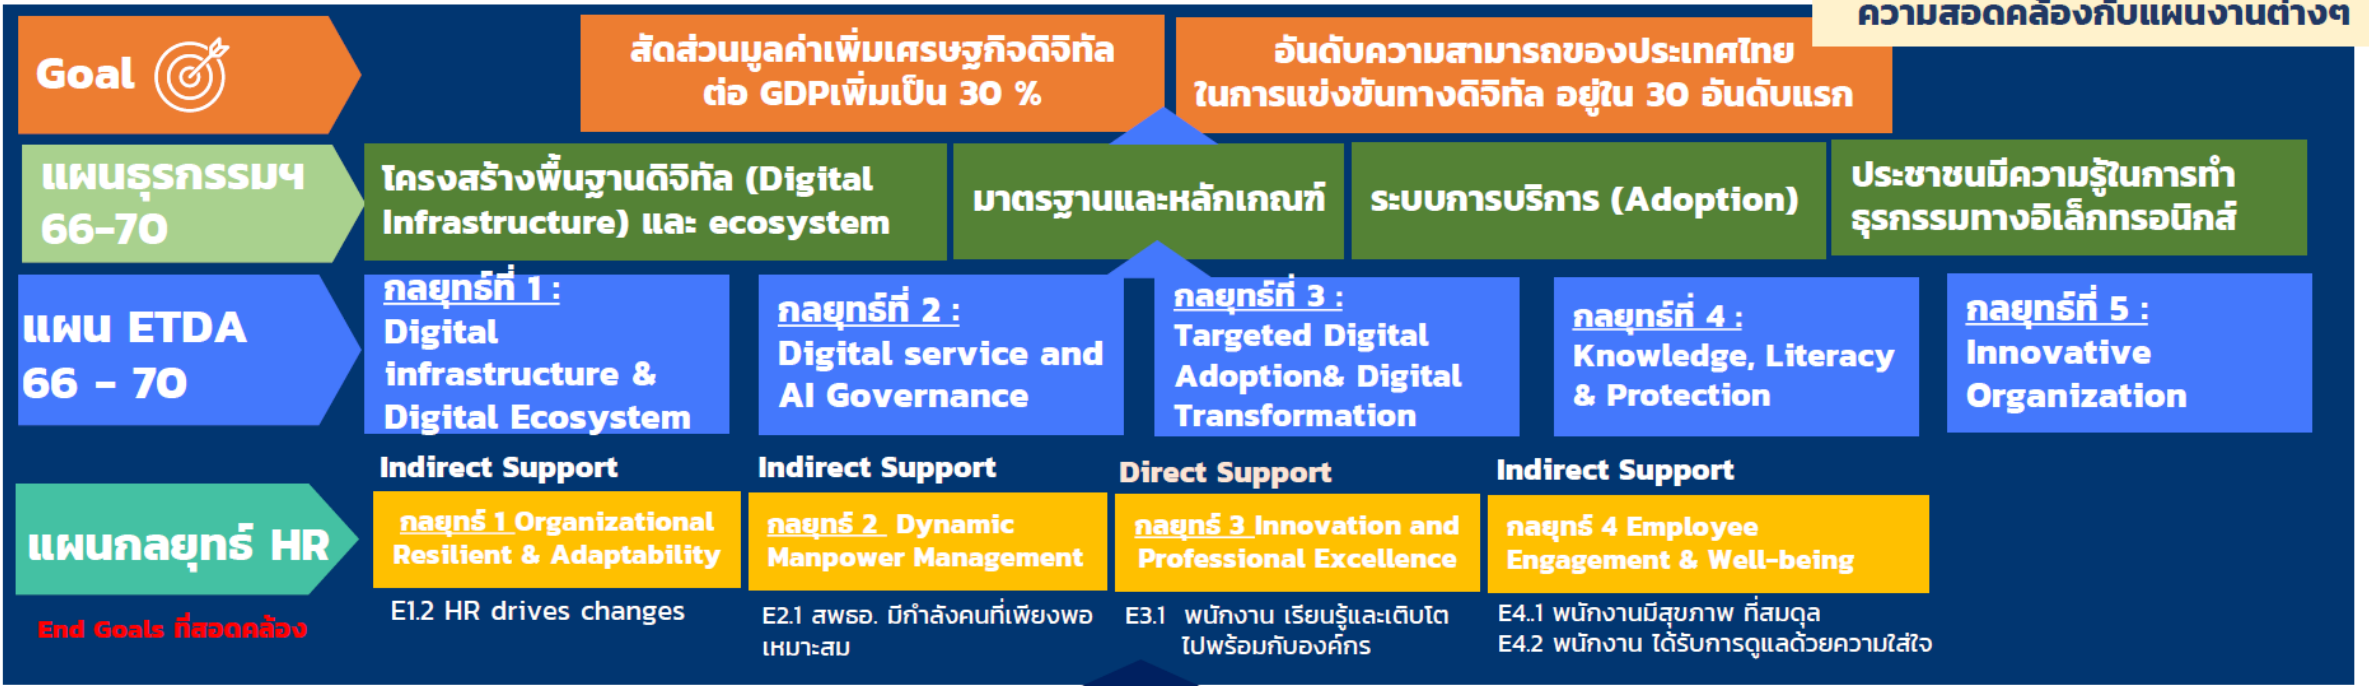 ความสอดคล้องกับแผนงานต่างๆ
Goal
สัดส่วนมูลค่าเพิ่มเศรษฐกิจดิจิทัล
ต่อ GDPเพิ่มเป็น 30 %
อันดับความสามารถของประเทศไทย
ในการแข่งขันทางดิจิทัล อยู่ใน 30 อันดับแรก
แผนธุรกรรมฯ
66-70
โครงสร้างพื้นฐานดิจิทัล (Digital
Infrastructure) และ ecosystem
มาตรฐานและหลักเกณฑ์
ระบบการบริการ (Adoption)
ประชาชนมีความรู้ในการทำ
ธุรกรรมทางอิเล็กทรอนิกส์
แผน ETDA
66 - 70
กลยุทธ์ที่ 1 :
Digital
infrastructure &
Digital Ecosystem
กลยุทธ์ที่ 2 :
Digital service and
AI Governance
กลยุทธ์ที่ 3 :
Targeted Digital
Adoption& Digital
Transformation
กลยุทธ์ที่ 4 :
Knowledge, Literacy
& Protection
กลยุทธ์ที่ 5 :
Innovative
Organization
แผนกลยุทธ์ HR
Indirect Support
กลยุทธ์ 1 Organizational
Resilient & Adaptability
Indirect Support
กลยุทธ์ 2 Dynamic
Manpower Management
Direct Support
กลยุทธ์ 3 Innovation and
Professional Excellence
Indirect Support
กลยุทธ์ 4 Employee
Engagement & Well-being
End Goals ที่สอดคล้อง
E1.2 HR drives changes
E2.1 สพธอ. มีกำลังคนที่เพียงพอ
เหมาะสม
E3.1 พนักงาน เรียนรู้และเติบโต
ไปพร้อมกับองค์กร
E4..1 พนักงานมีสุขภาพ ที่สมดุล
E4.2 พนักงาน ได้รับการดูแลด้วยความใส่ใจ